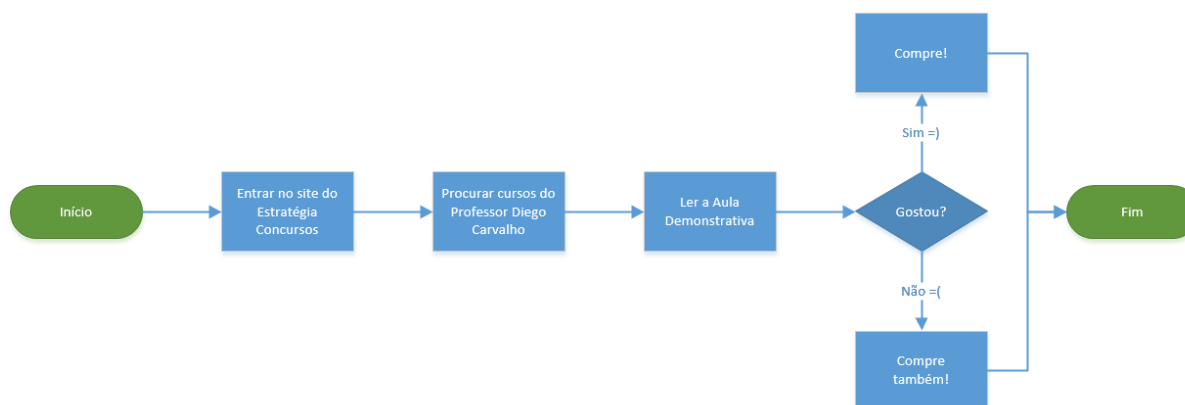 Início
Entrar no site do
Estratégia
Concursos
Procurar cursos do
Professor Diego
Carvalho
Ler a Aula
Demonstrativa
Gostou?
Sim =)
Compre!
Não =(
Compre
também!
Fim